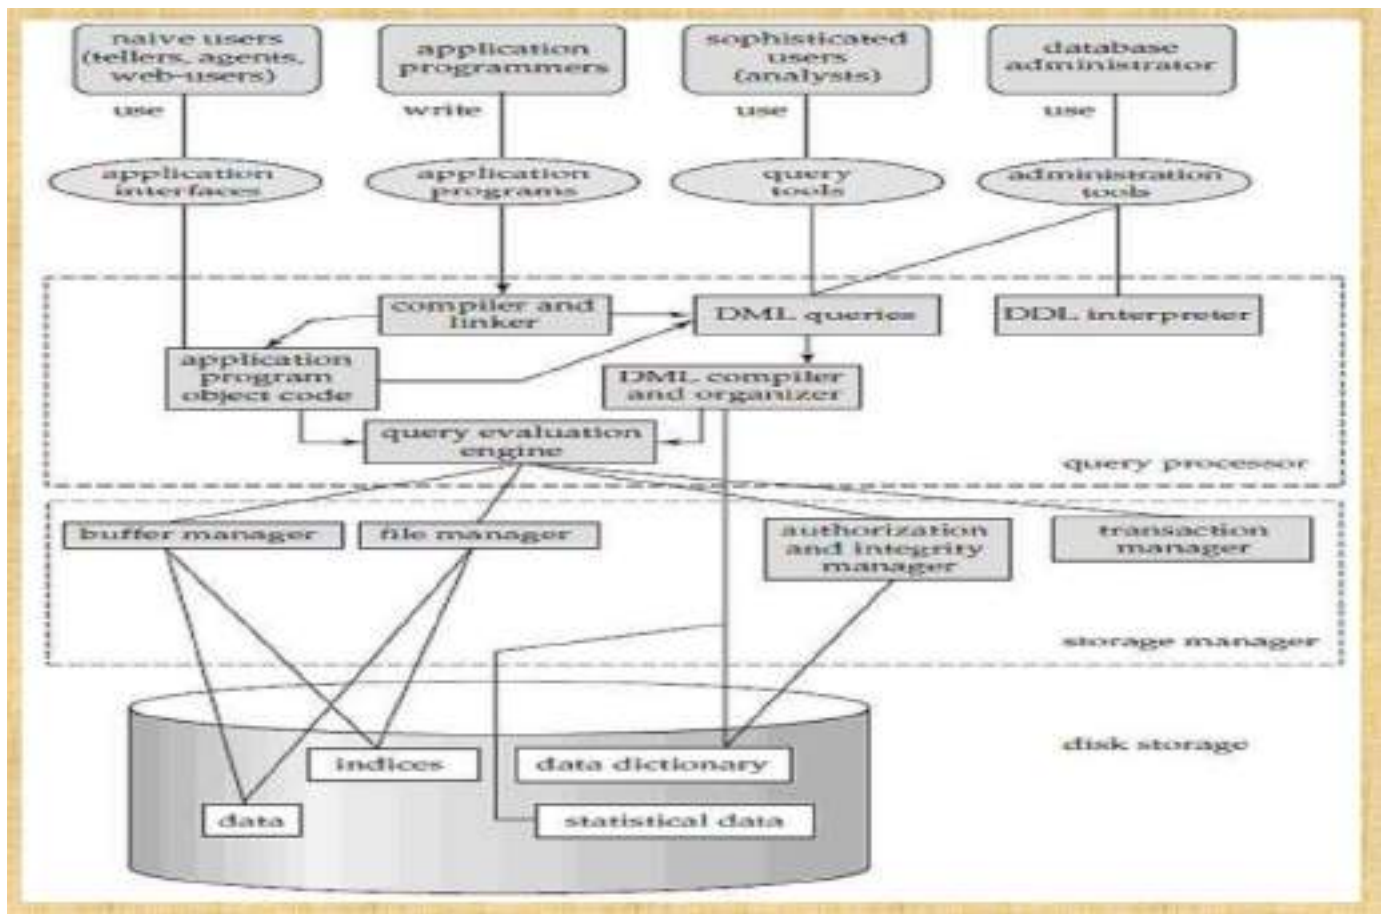 naive users
(tellers, agents,
web-users)
application
programmers
sophisticated
users
(analysts)
database
administrator
use
write
use
use
application
interfaces
application
programs
query
tools
administration
tools
compiler and
linker
DML queries
DDL interpreter
application
program
object code
DML compiler
and organizer
query evaluation
engine
query processor
buffer manager
file manager
authorization
and integrity
manager
transaction
manager
storage manager
disk storage
indices
data dictionary
data
statistical data